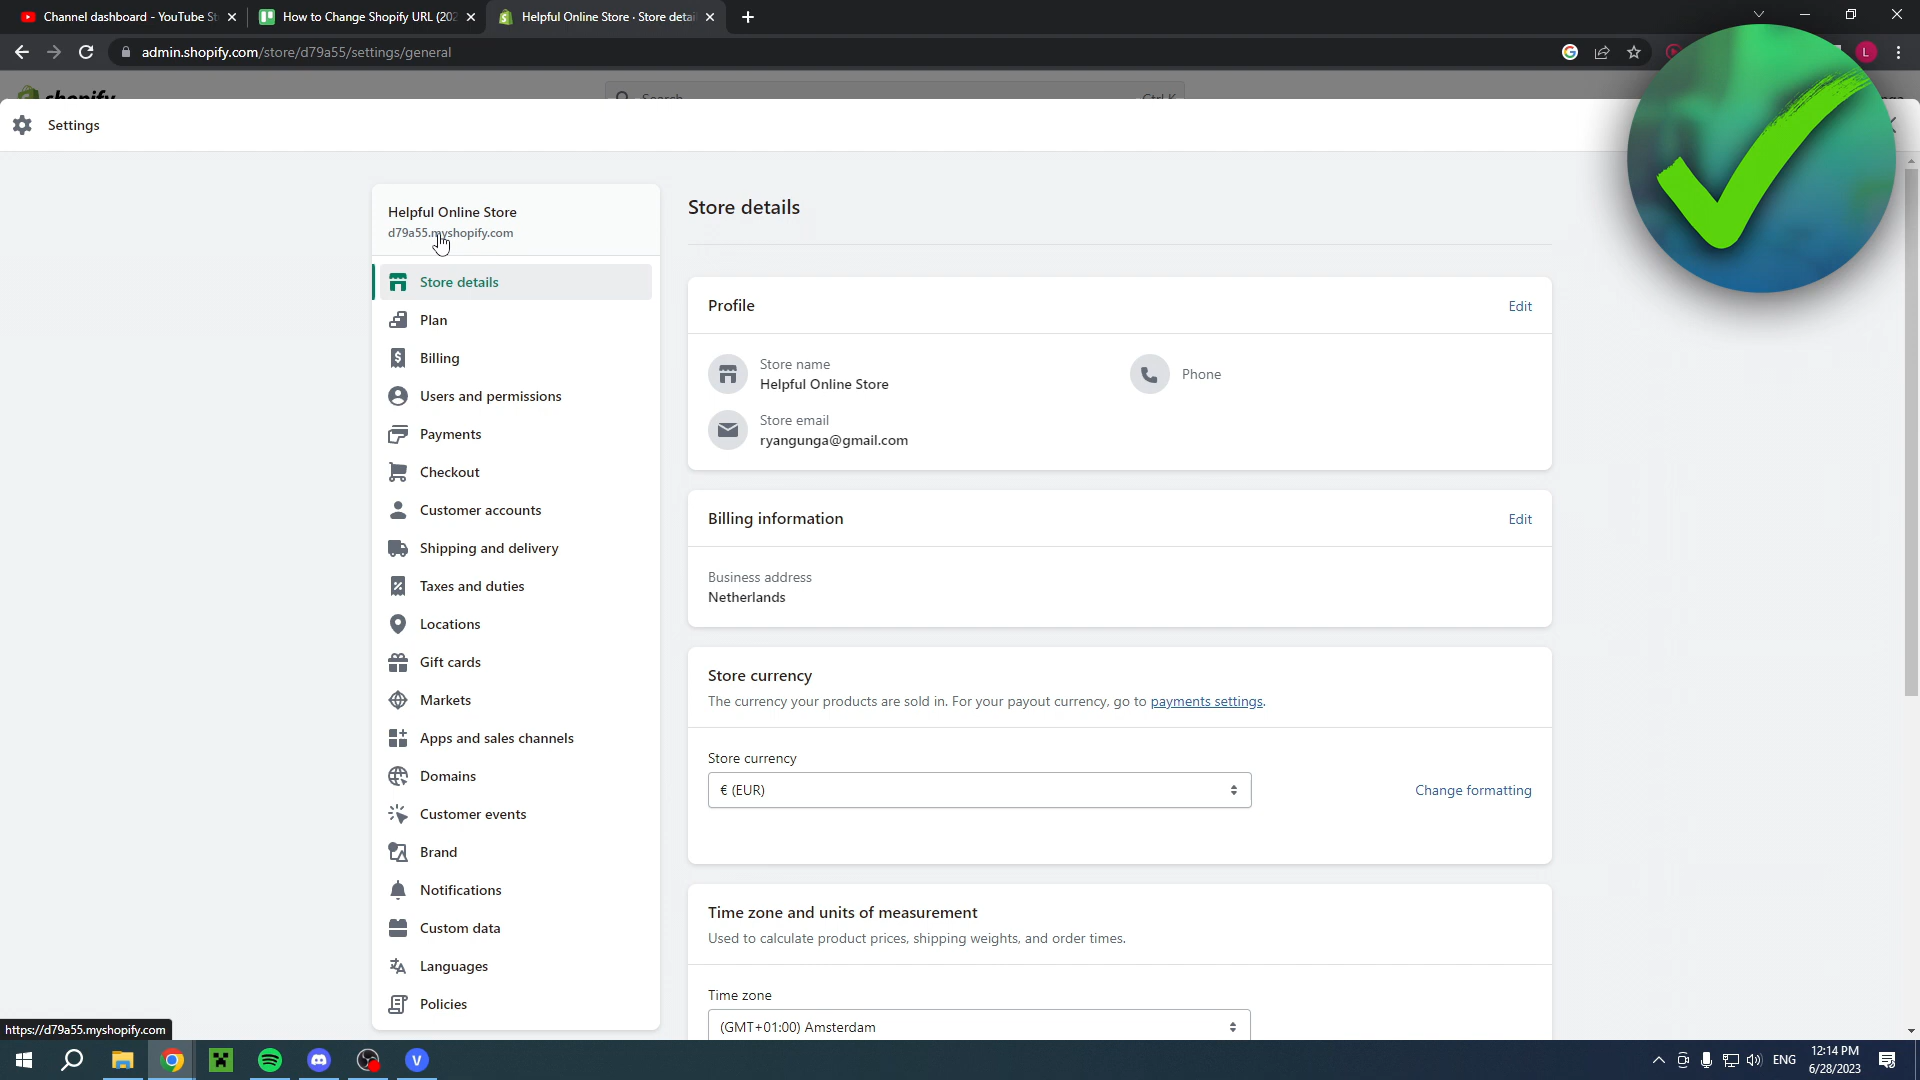 Channel dashboard - YouTube St
How to Change Shopify URL (202
Helpful Online Store · Store detai
admin.shopify.com/store/d79a55/settings/general
L
shopify
Search
Ctrl K
Settings
Helpful Online Store
d79a55.myshopify.com
Store details
Plan
Billing
Users and permissions
Payments
Checkout
Customer accounts
Shipping and delivery
Taxes and duties
Locations
Gift cards
Markets
Apps and sales channels
Domains
Customer events
Brand
Notifications
Custom data
Languages
Policies
Store details
Profile
Edit
Store name
Helpful Online Store
Phone
Store email
ryangunga@gmail.com
Billing information
Edit
Business address
Netherlands
Store currency
The currency your products are sold in. For your payout currency, go to payments settings.
Store currency
€ (EUR)
Change formatting
Time zone and units of measurement
Used to calculate product prices, shipping weights, and order times.
Time zone
(GMT+01:00) Amsterdam
https://d79a55.myshopify.com
V
ENG
12:14 PM
6/28/2023